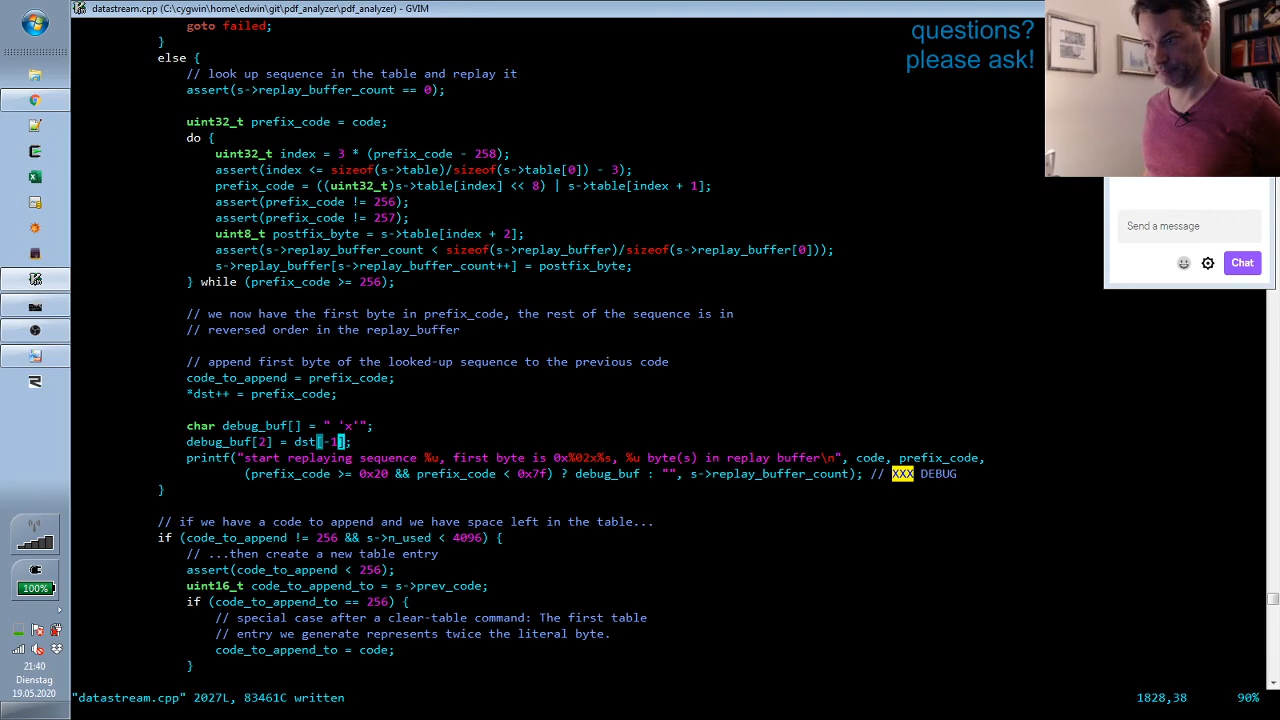 datastream.cpp (C:\cygwin\home\edwin\git\pdf_analyzer\pdf_analyzer) - GVIM
questions?
please ask!
goto failed;
}
else {
// look up sequence in the table and replay it
assert(s->replay_buffer_count == 0);
uint32_t prefix_code = code;
do {
uint32_t index = 3 * (prefix_code - 258);
assert(index <= sizeof(s->table)/sizeof(s->table[0]) - 3);
prefix_code = ((uint32_t)s->table[index] << 8) | s->table[index + 1];
assert(prefix_code != 256);
assert(prefix_code != 257);
uint8_t postfix_byte = s->table[index + 2];
assert(s->replay_buffer_count < sizeof(s->replay_buffer)/sizeof(s->replay_buffer[0]));
s->replay_buffer[s->replay_buffer_count++] = postfix_byte;
} while (prefix_code >= 256);
// we now have the first byte in prefix_code, the rest of the sequence is in
// reversed order in the replay_buffer
// append first byte of the looked-up sequence to the previous code
code_to_append = prefix_code;
*dst++ = prefix_code;
char debug_buf[] = " 'x'";
debug_buf[2] = dst[-1];
printf("start replaying sequence %u, first byte is 0x%02x%s, %u byte(s) in replay buffer\n", code, prefix_code,
(prefix_code >= 0x20 && prefix_code < 0x7f) ? debug_buf : "", s->replay_buffer_count); // XXX DEBUG
}
// if we have a code to append and we have space left in the table...
if (code_to_append != 256 && s->n_used < 4096) {
// ...then create a new table entry
assert(code_to_append < 256);
uint16_t code_to_append_to = s->prev_code;
if (code_to_append_to == 256) {
// special case after a clear-table command: The first table
// entry we generate represents twice the literal byte.
code_to_append_to = code;
}
"datastream.cpp" 2027L, 83461C written
1828,38
90%
Send a message
Chat
100%
21:40
Dienstag
19.05.2020